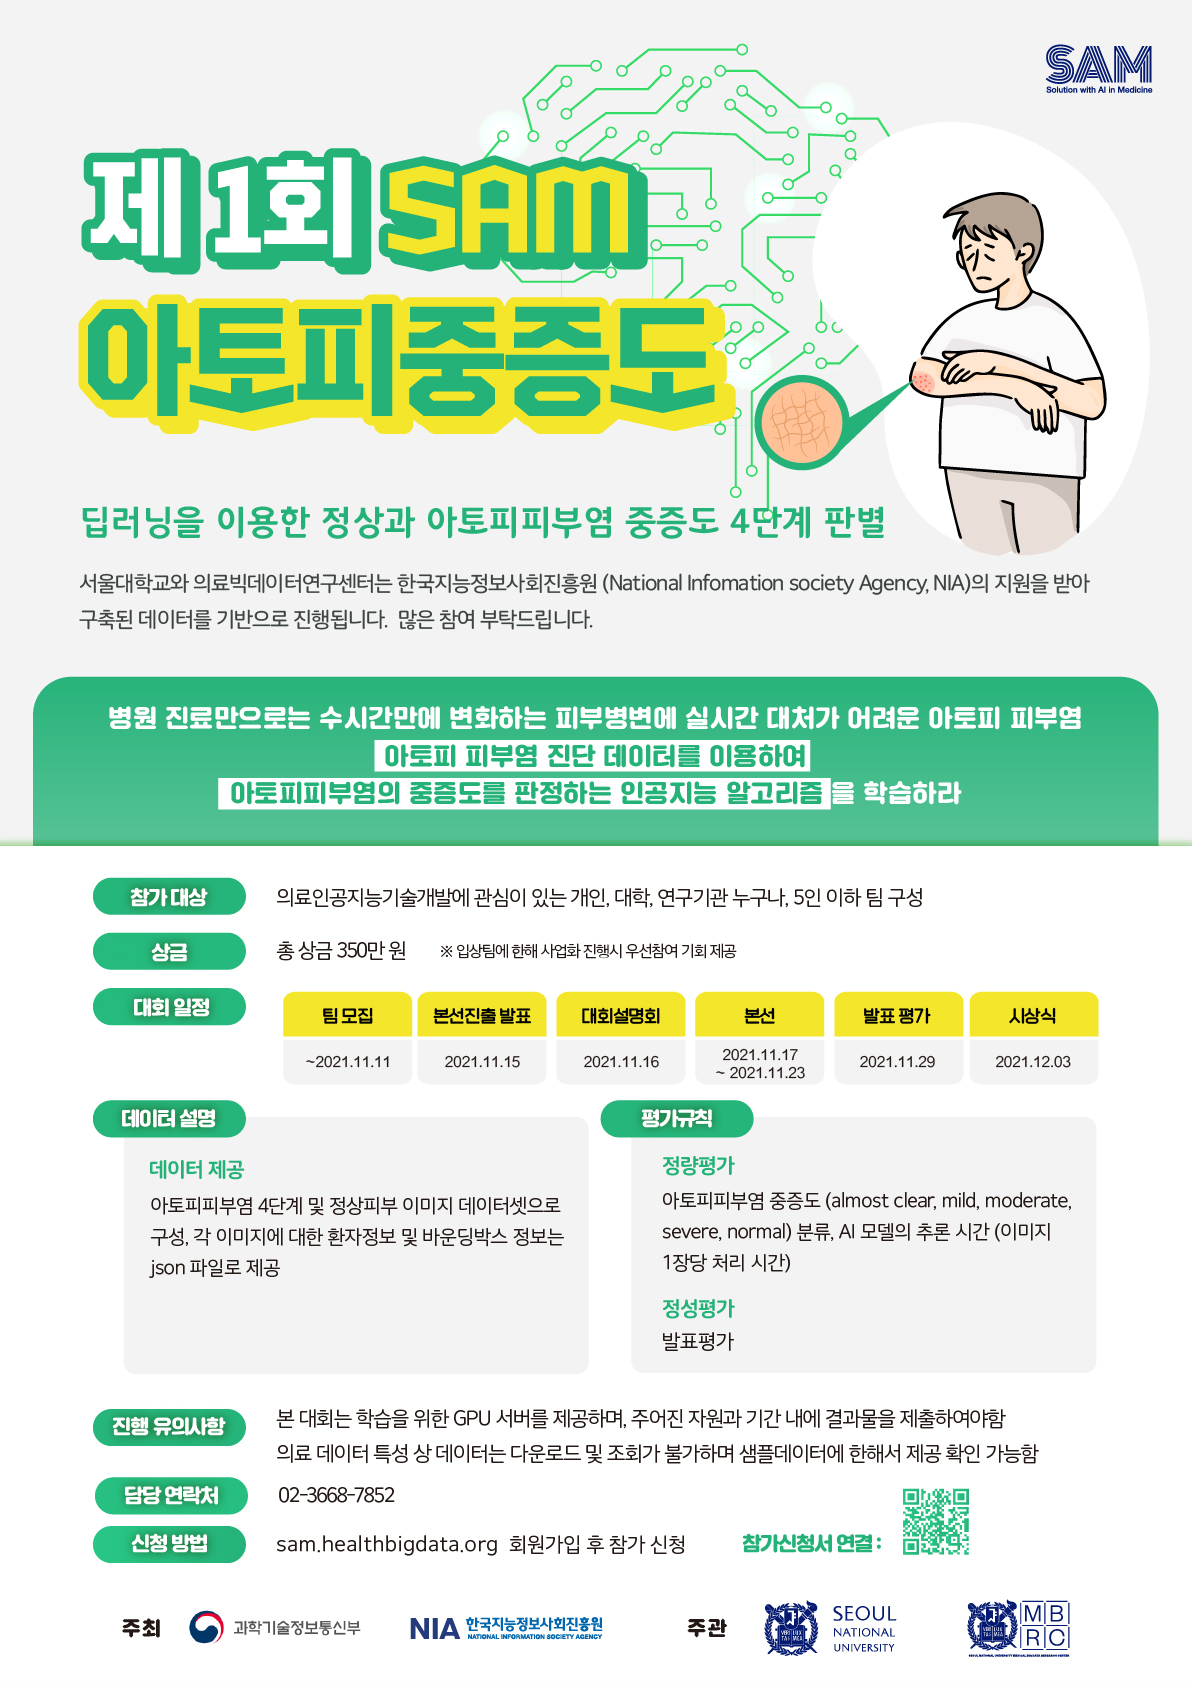 SAM
Solution with AI in Medicine
제 1회 SAM
아토피중증도
딥러닝을 이용한 정상과 아토피피부염 중증도 4단계 판별
서울대학교와 의료빅데이터연구센터는 한국지능정보사회진흥원 (National Infomation society Agency, NIA)의 지원을 받아
구축된 데이터를 기반으로 진행됩니다. 많은 참여 부탁드립니다.
병원 진료만으로는 수시간만에 변화하는 피부병변에 실시간 대처가 어려운 아토피 피부염
아토피 피부염 진단 데이터를 이용하여
아토피피부염의 중증도를 판정하는 인공지능 알고리즘을 학습하라
참가 대상
의료인공지능기술개발에 관심이 있는 개인, 대학, 연구기관 누구나, 5인 이하 팀 구성
상금
총 상금 350만 원 ※ 입상팀에 한해 사업화 진행시 우선참여 기회 제공
대회 일정
팀 모집 본선진출 발표 대회설명회 본선 발표 평가 시상식
~2021.11.11 2021.11.15 2021.11.16 2021.11.17 ~ 2021.11.23 2021.11.29 2021.12.03
데이터 설명
데이터 제공
아토피피부염 4단계 및 정상피부 이미지 데이터셋으로
구성, 각 이미지에 대한 환자정보 및 바운딩박스 정보는
json 파일로 제공
평가규칙
정량평가
아토피피부염 중증도 (almost clear, mild, moderate,
severe, normal) 분류, AI 모델의 추론 시간 (이미지
1장당 처리 시간)
정성평가
발표평가
진행 유의사항
본 대회는 학습을 위한 GPU 서버를 제공하며, 주어진 자원과 기간 내에 결과물을 제출하여야함
의료 데이터 특성 상 데이터는 다운로드 및 조회가 불가하며 샘플데이터에 한해서 제공 확인 가능함
담당 연락처
02-3668-7852
신청 방법
sam.healthbigdata.org 회원가입 후 참가 신청
참가신청서 연결 :
주최
과학기술정보통신부
NIA 한국지능정보사회진흥원
NATIONAL INFORMATION SOCIETY AGENCY
주관
SEOUL
NATIONAL
UNIVERSITY
MB
RC